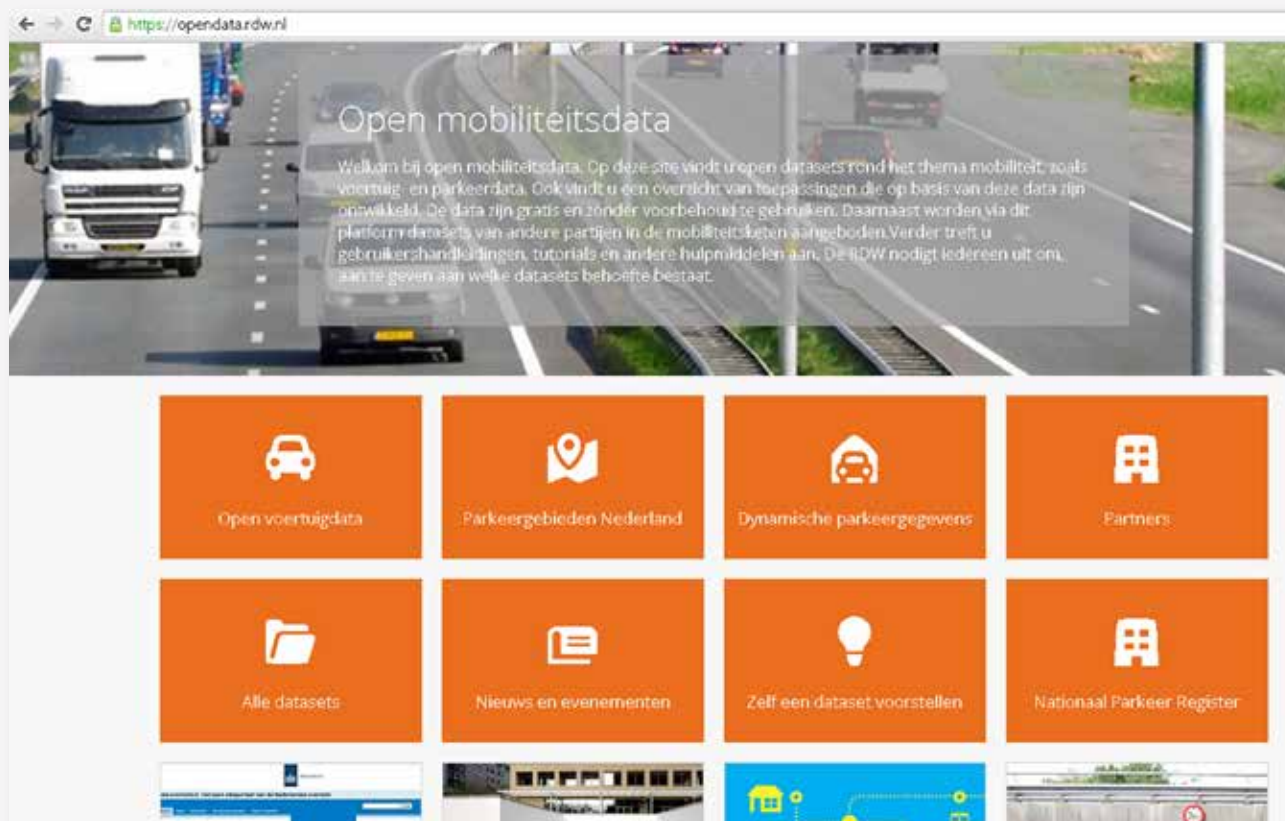 https://opendata.rdw.nl
Open mobiliteitsdata
Welkom bij open mobiliteitsdata. Op deze site vindt u open datasets rond het thema mobiliteit, zoals
voertuig- en parkeerdata. Ook vindt u een overzicht van toepassingen die op basis van deze data zijn
ontwikkeld. De data zijn gratis en zonder voorbehoud te gebruiken. Daarnaast worden via dit
platform datasets van andere partijen in de mobiliteitsketen aangeboden.Verder treft u
gebruikershandleidingen, tutorials en andere hulpmiddelen aan. De RDW nodigt iedereen uit om,
aan te geven aan welke datasets behoefte bestaat.
Open voertuigdata
Parkeergebieden Nederland
Dynamische parkeergegevens
Partners
Alle datasets
Nieuws en evenementen
Zelf een dataset voorstellen
Nationaal Parkeer Register